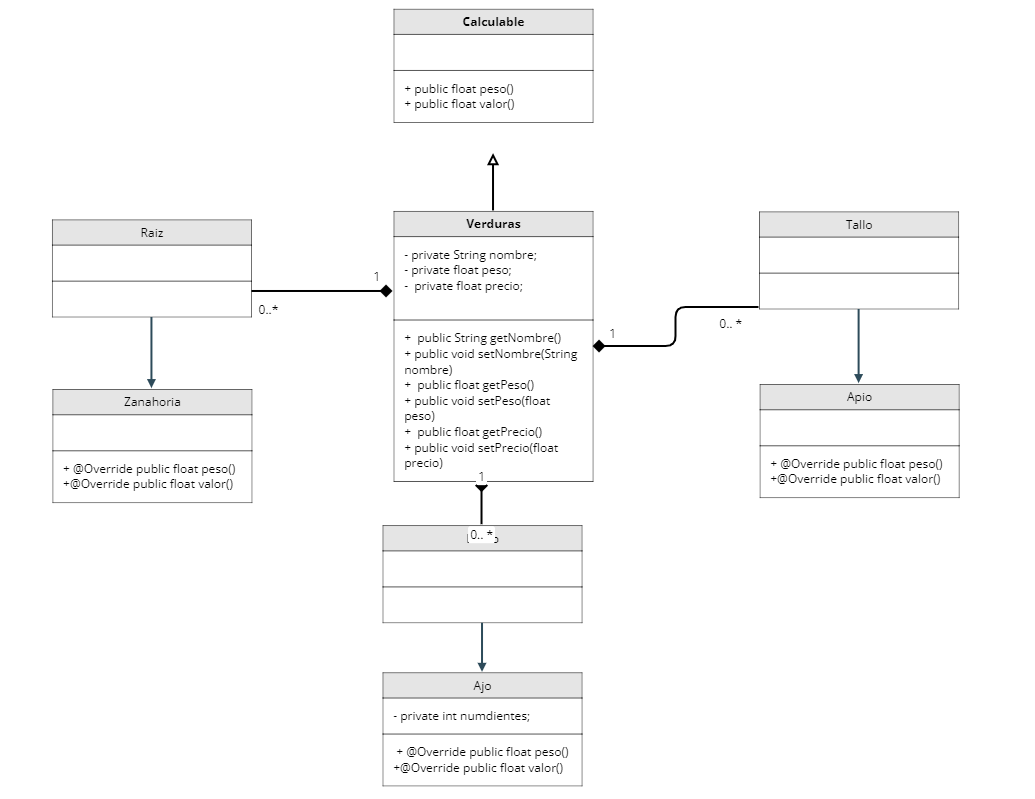 Calculable
+ public float peso()
+ public float valor()
Raiz
Verduras
Tallo
- private String nombre;
- private float peso;
-  private float precio;
1
0..*
1
0.. *
+  public String getNombre()
+ public void setNombre(String
nombre)
+  public float getPeso()
+ public void setPeso(float
peso)
+  public float getPrecio()
+ public void setPrecio(float
precio)
1
Zanahoria
+ @Override public float peso()
+@Override public float valor()
Apio
+ @Override public float peso()
+@Override public float valor()
0.. *
Ajo
- private int numdientes;
+ @Override public float peso()
+@Override public float valor()